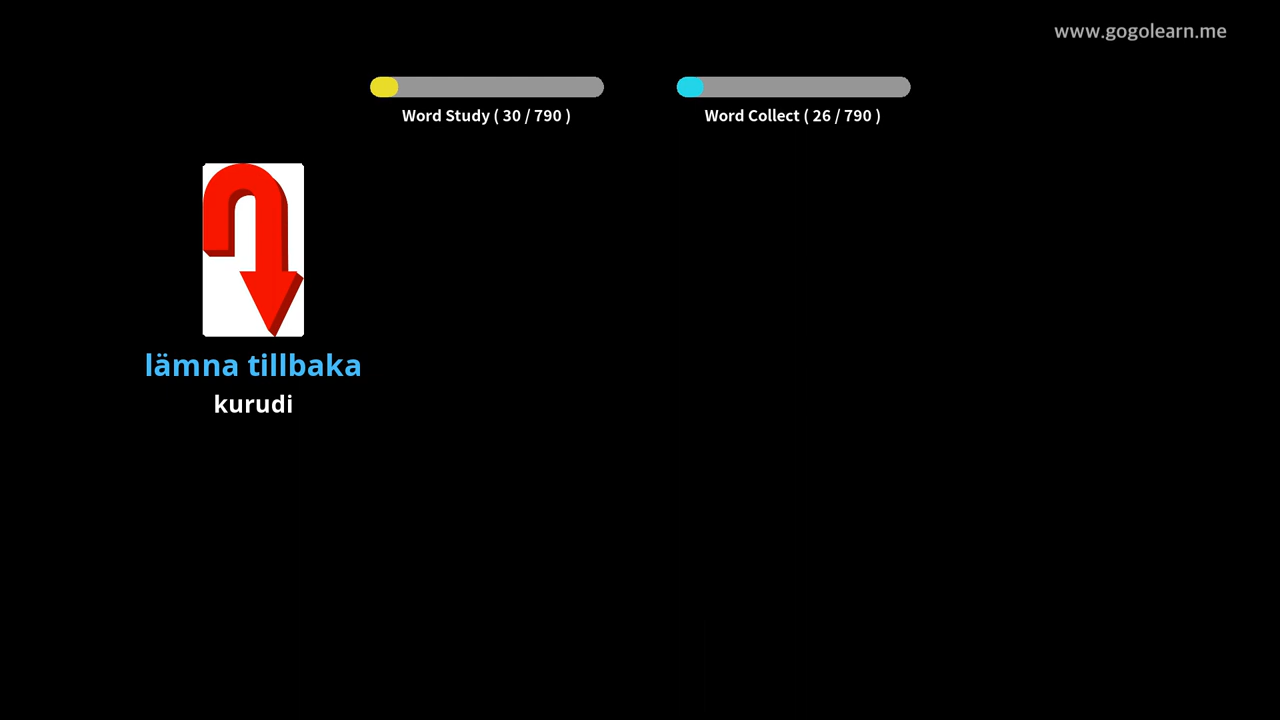 www.gogolearn.me
Word Study ( 30 / 790 )
Word Collect ( 26 / 790 )
lämna tillbaka
kurudi